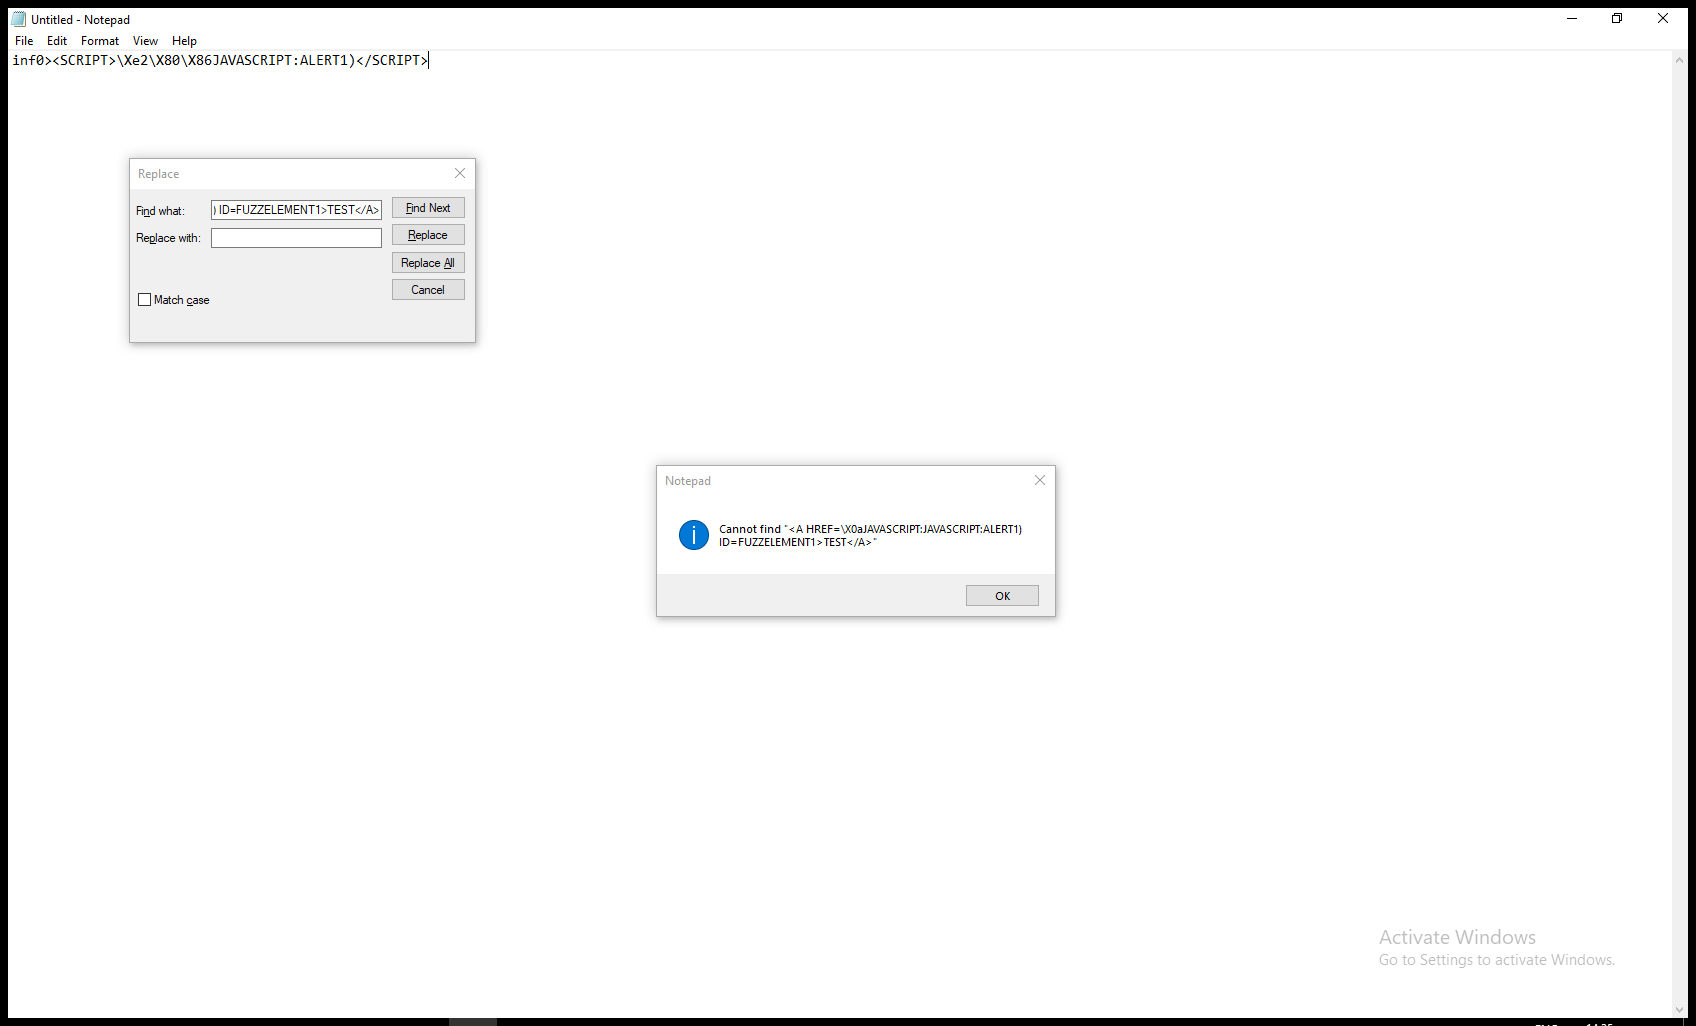 Untitled - Notepad
File Edit Format View Help
inf0><SCRIPT>\Xe2\X80\X86JAVASCRIPT:ALERT1)</SCRIPT>
Replace
Find what: ) ID=FUZZELEMENT1>TEST</A> Find Next
Replace with: Replace
Replace All
Cancel
Match case
Notepad
Cannot find "<A HREF=\X0aJAVASCRIPT:JAVASCRIPT:ALERT1)
ID=FUZZELEMENT1>TEST</A>"
OK
Activate Windows
Go to Settings to activate Windows.